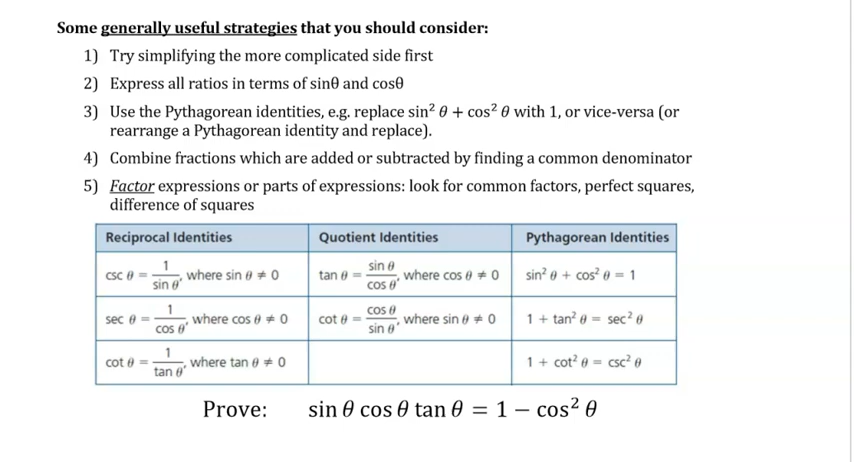 Some generally useful strategies that you should consider:
1) Try simplifying the more complicated side first
2) Express all ratios in terms of sinθ and cosθ
3) Use the Pythagorean identities, e.g. replace sin² θ + cos² θ with 1, or vice-versa (or
rearrange a Pythagorean identity and replace).
4) Combine fractions which are added or subtracted by finding a common denominator
5) Factor expressions or parts of expressions: look for common factors, perfect squares,
difference of squares
Reciprocal Identities Quotient Identities Pythagorean Identities
csc θ = 1/sin θ, where sin θ ≠ 0 tan θ = sin θ/cos θ, where cos θ ≠ 0 sin² θ + cos² θ = 1
sec θ = 1/cos θ, where cos θ ≠ 0 cot θ = cos θ/sin θ, where sin θ ≠ 0 1 + tan² θ = sec² θ
cot θ = 1/tan θ, where tan θ ≠ 0 1 + cot² θ = csc² θ
Prove: sin θ cos θ tan θ = 1 − cos² θ